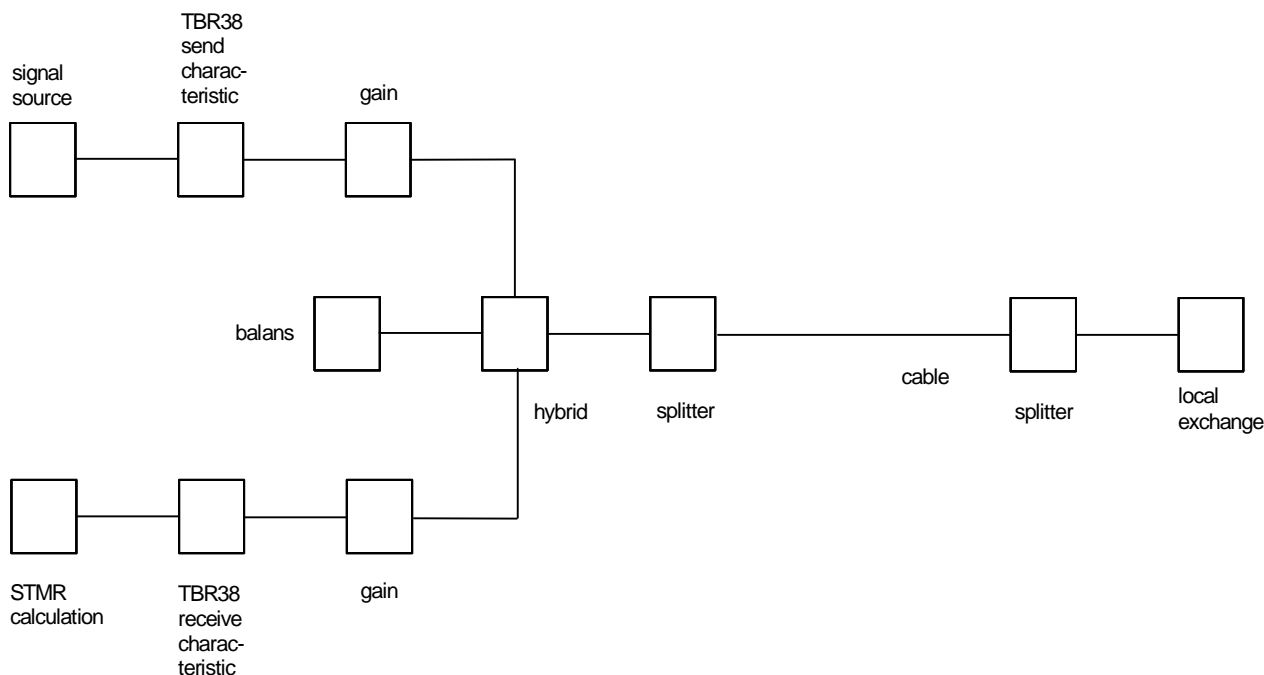 TBR38
send
charac-
teristic
signal
source
gain
balans
hybrid
splitter
cable
splitter
local
exchange
STMR
calculation
TBR38
receive
charac-
teristic
gain